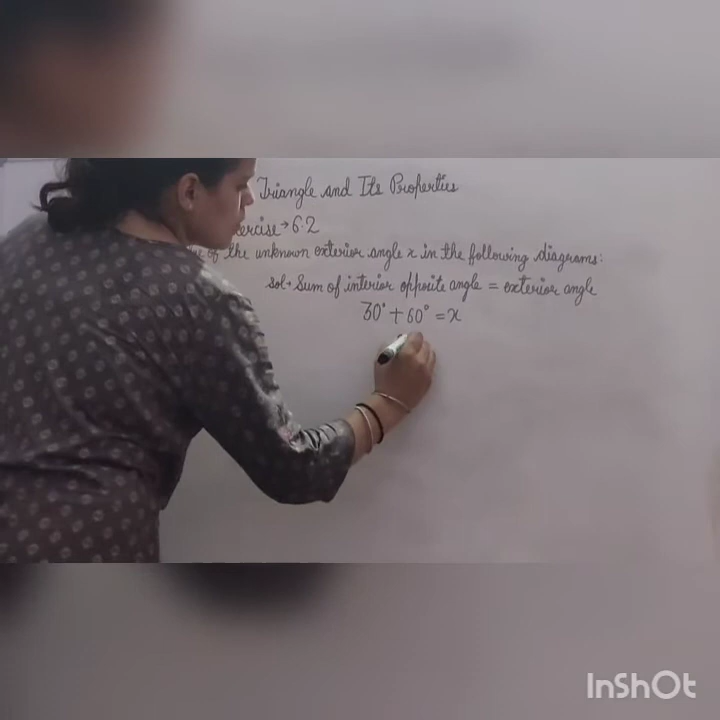 Triangle and Its Properties
ercise → 6.2
e of the unknown exterior angle x in the following diagrams:
Sol → Sum of interior opposite angle = exterior angle
30° + 60° = x
InShOt